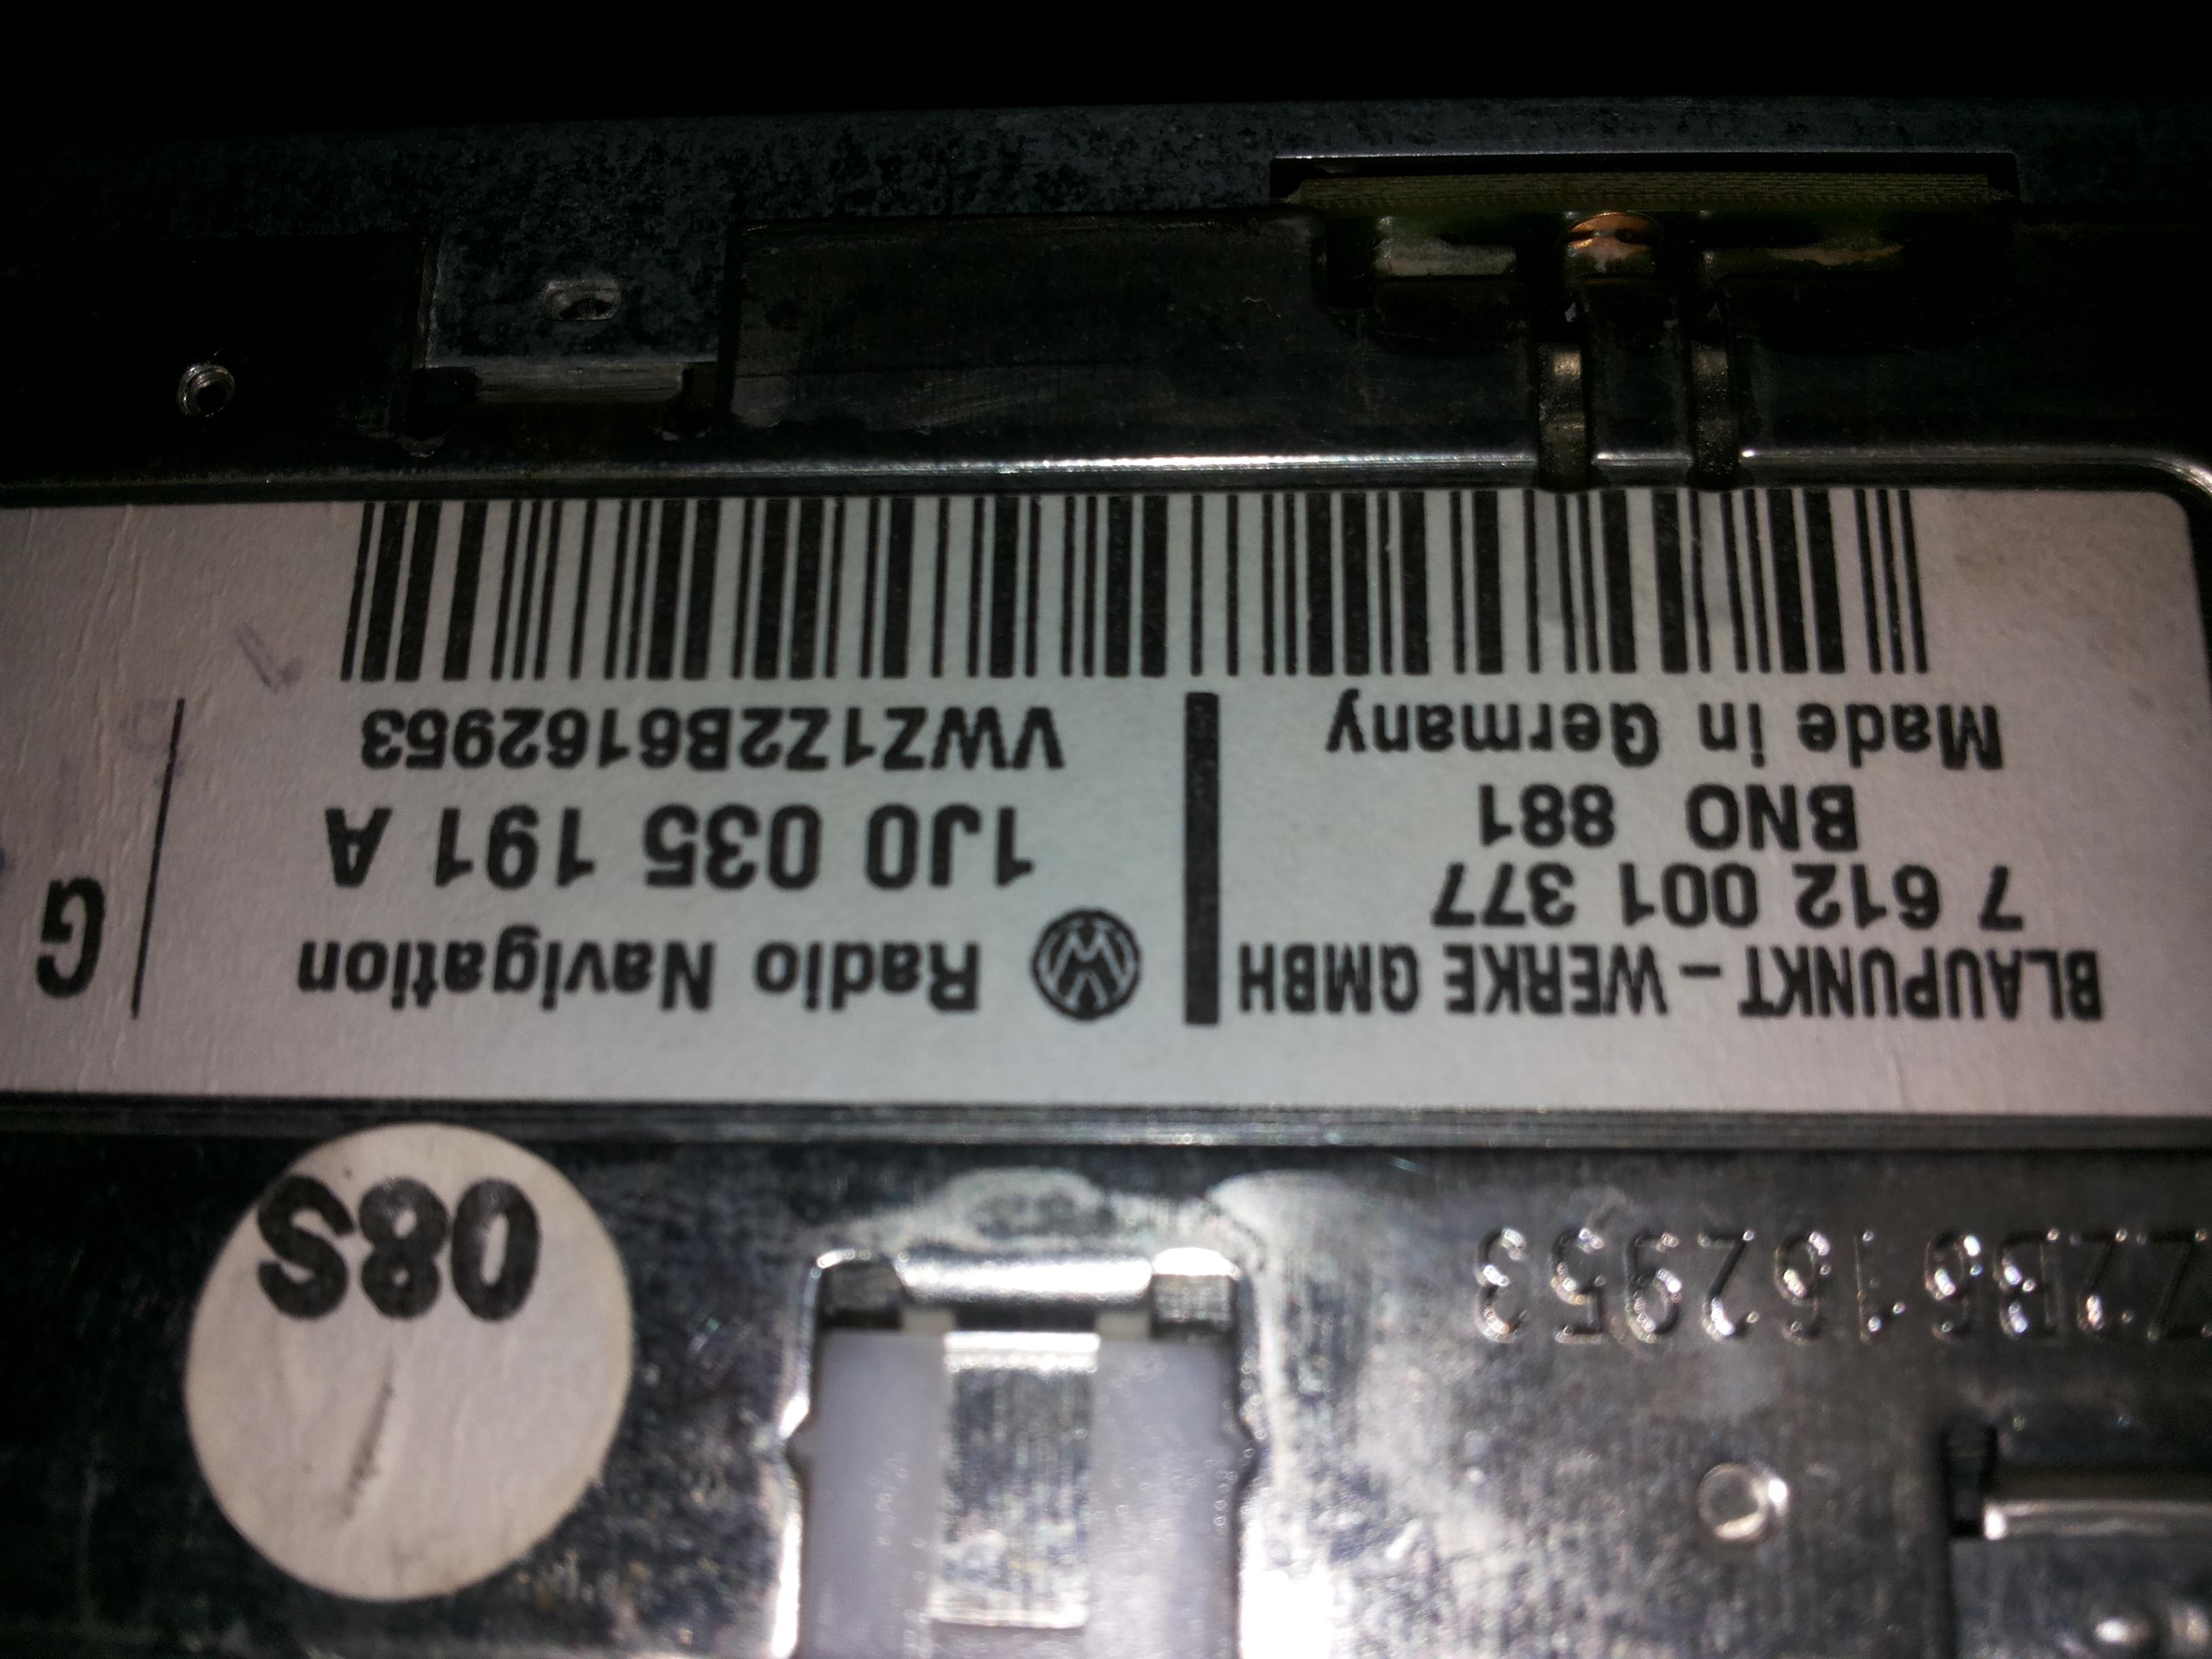 BLAUPUNKT - WERKE GMBH
7 612 001 377
BNO 881
Made in Germany
Radio Navigation
1J0 035 191 A
VWZ1Z2B6162953
G
Z2B6162953
08S